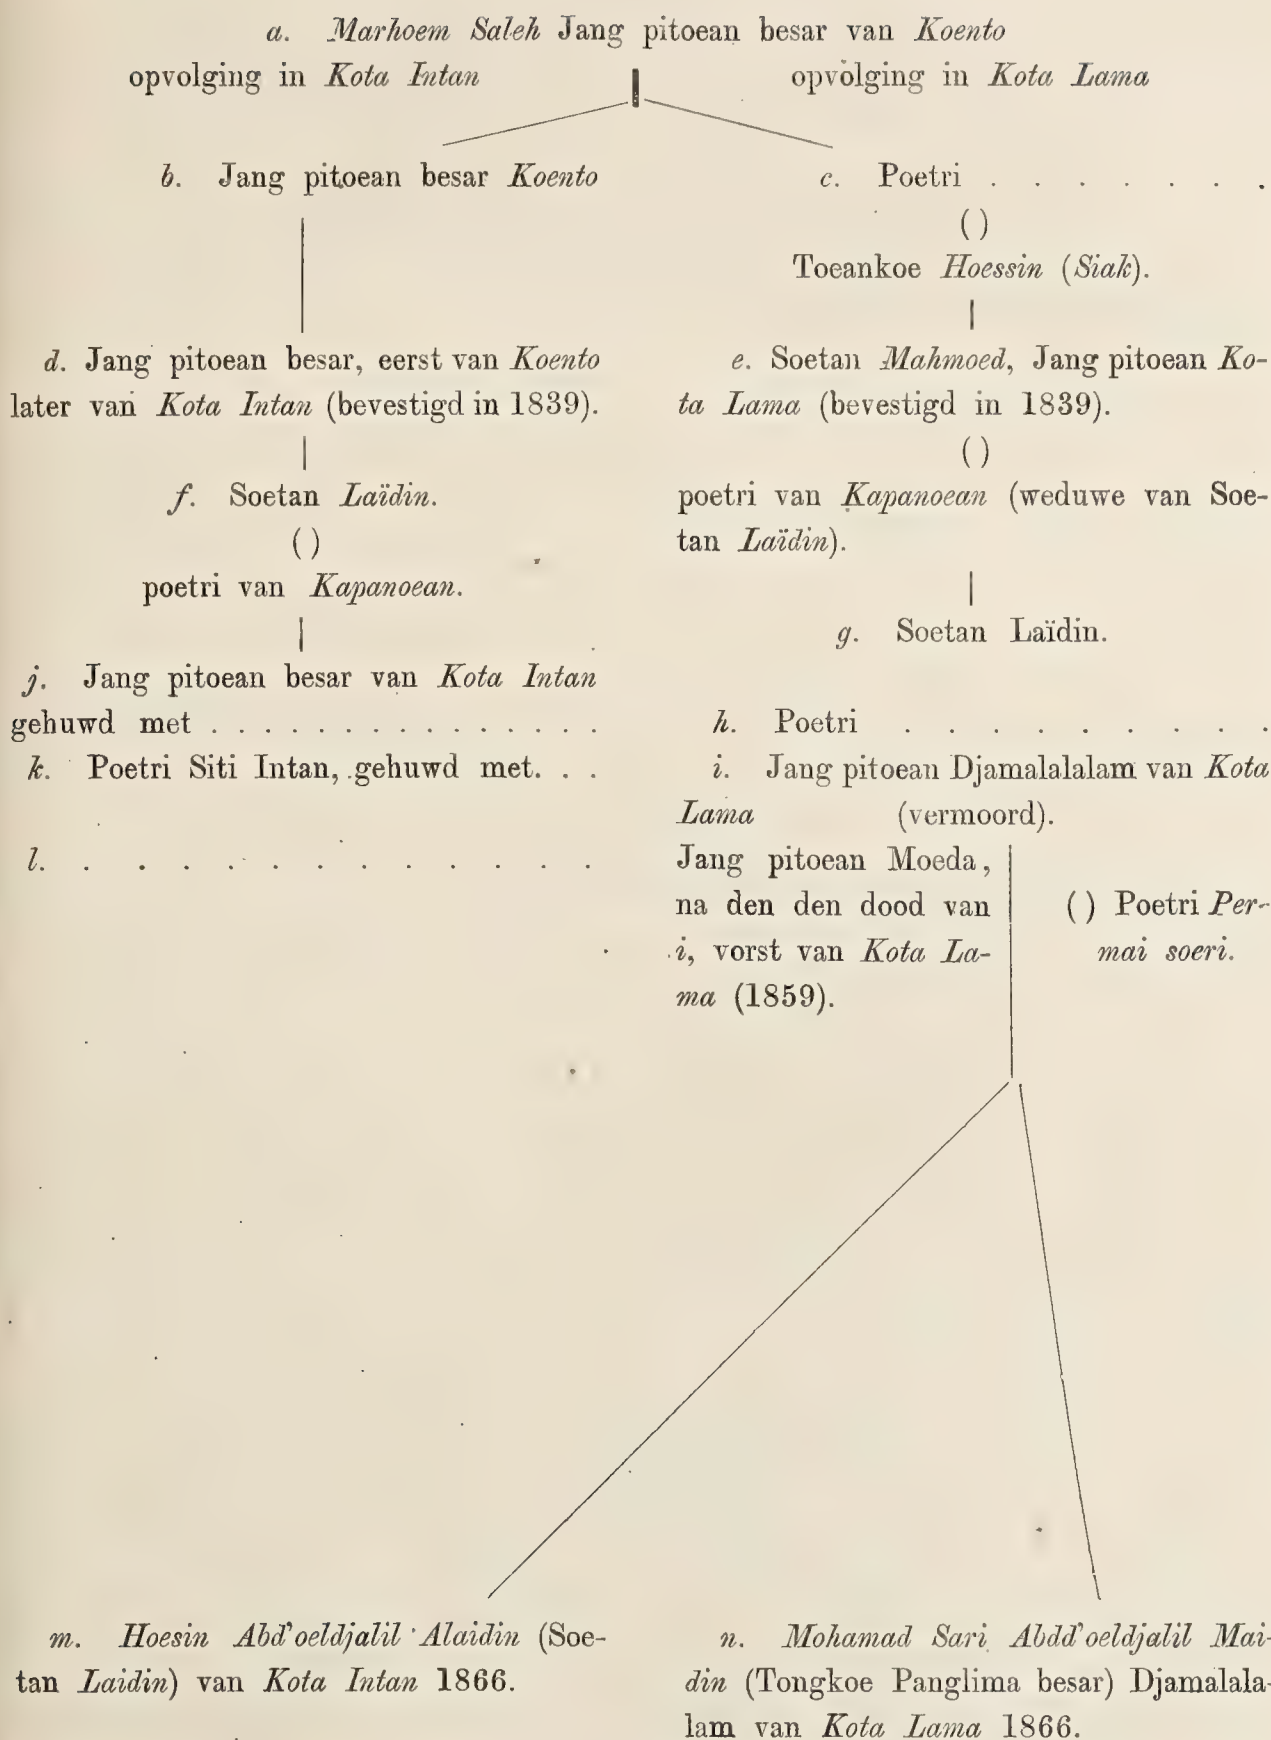 a. Marhoem Saleh Jang pitoean besar van Koento
opvolging in Kota Intan
opvolging in Kota Lama
b. Jang pitoean besar Koento
c. Poetri . . . . . . .
( )
Toeankoe Hoessin (Siak).
d. Jang pitoean besar, eerst van Koento
later van Kota Intan (bevestigd in 1839).
e. Soetan Mahmoed, Jang pitoean Ko-
ta Lama (bevestigd in 1839).
f. Soetan Laïdin.
( )
poetri van Kapanoean.
( )
poetri van Kapanoean (weduwe van Soe-
tan Laïdin).
g. Soetan Laïdin.
j. Jang pitoean besar van Kota Intan
gehuwd met . . . . . . . . . . . . . .
k. Poetri Siti Intan, gehuwd met. . .
l. . . . . . . . . . . . . .
h. Poetri . . . . . . . . .
i. Jang pitoean Djamalalalam van Kota
Lama (vermoord).
Jang pitoean Moeda,
na den den dood van
i, vorst van Kota La-
ma (1859).
( ) Poetri Per-
mai soeri.
m. Hoesin Abd'oeldjalil Alaidin (Soe-
tan Laidin) van Kota Intan 1866.
n. Mohamad Sari Abdd'oeldjalil Mai-
din (Tongkoe Panglima besar) Djamalala-
lam van Kota Lama 1866.